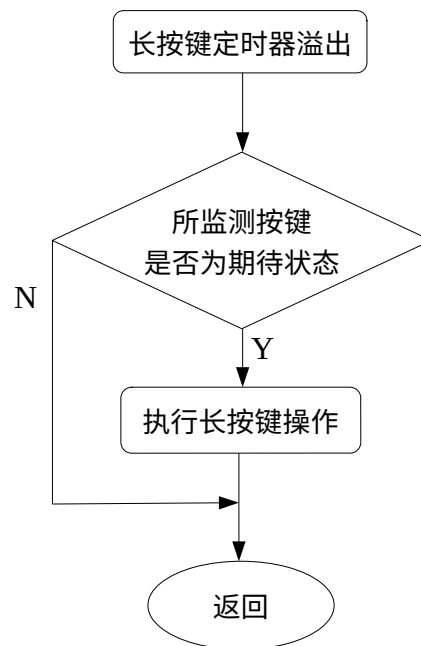 长按键定时器溢出
所监测按键
是否为期待状态
N
Y
执行长按键操作
返回